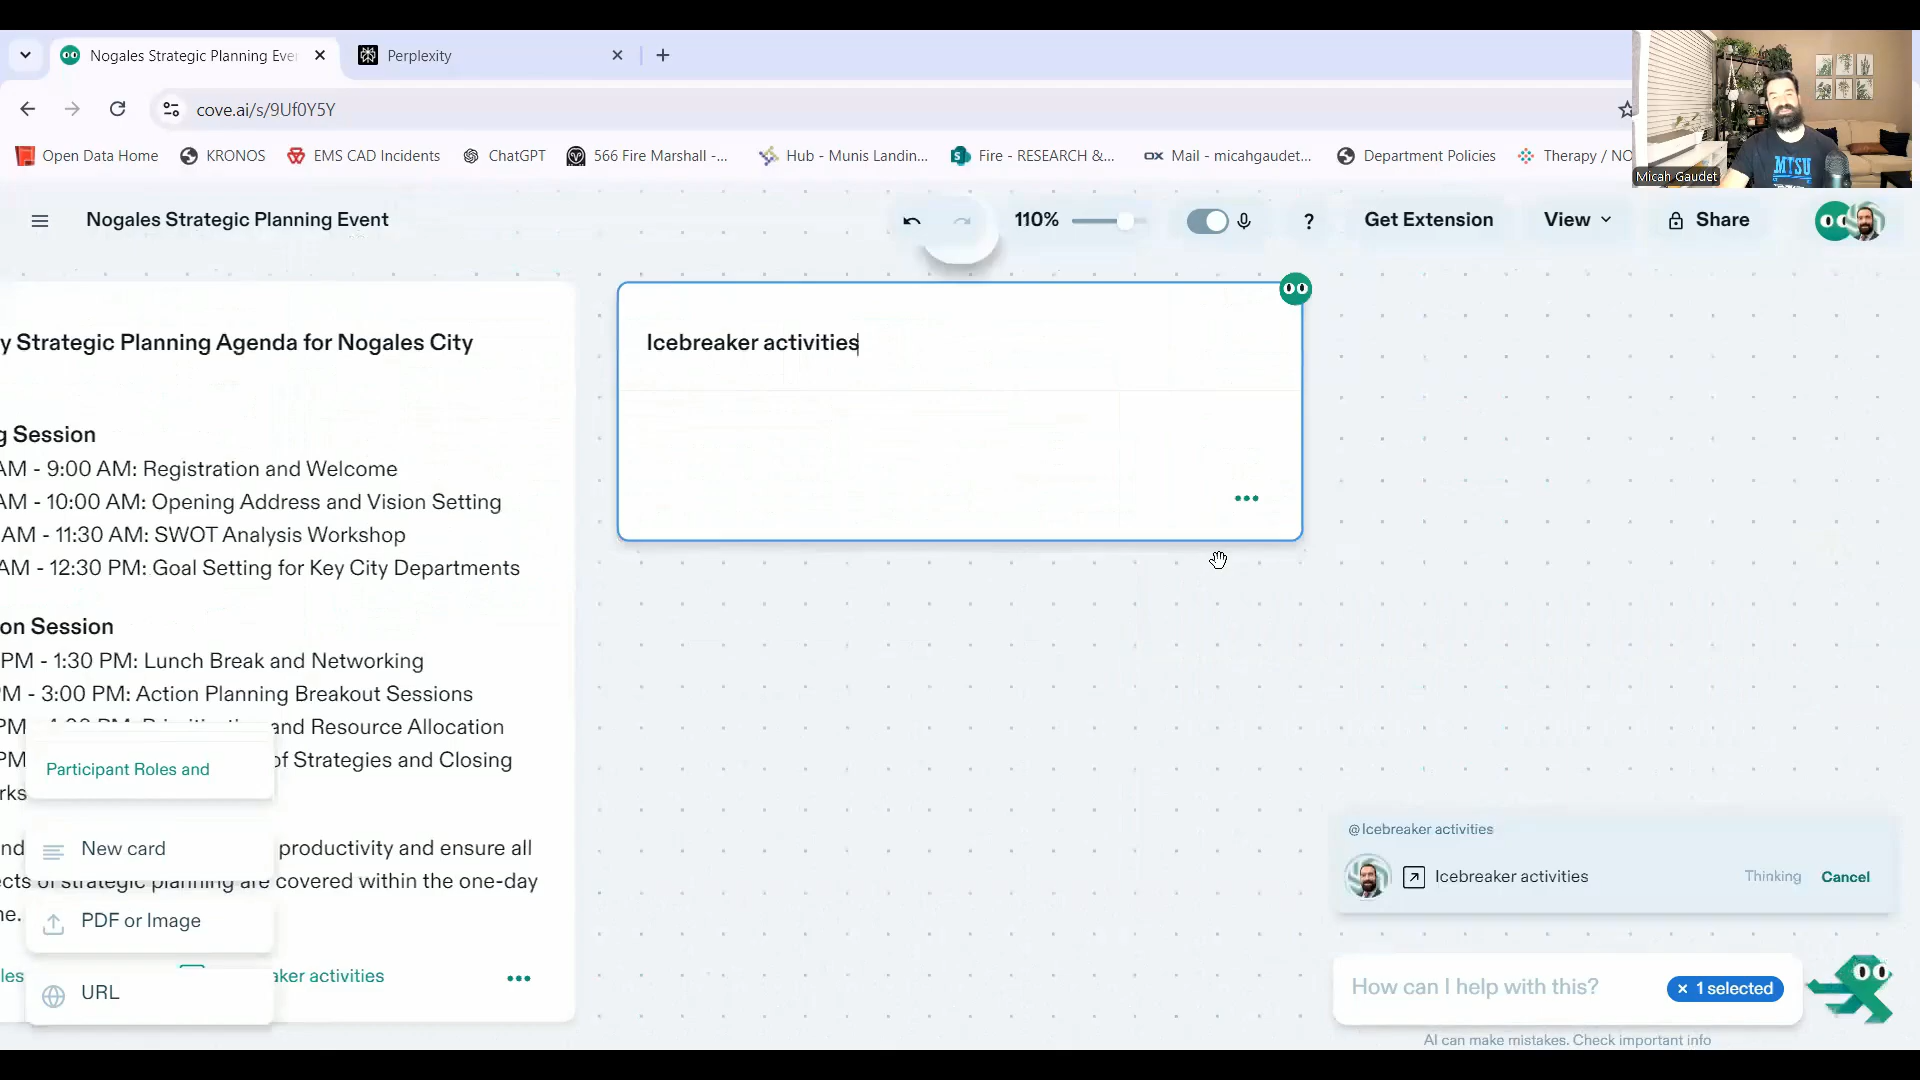 Nogales Strategic Planning Eve
Perplexity
cove.ai/s/9Uf0Y5Y
Open Data Home
KRONOS
EMS CAD Incidents
ChatGPT
566 Fire Marshall -...
Hub - Munis Landin...
Fire - RESEARCH &...
Mail - micahgaudet...
Department Policies
Therapy / NO
MTSU
Micah Gaudet
Nogales Strategic Planning Event
110%
?
Get Extension
View
Share
y Strategic Planning Agenda for Nogales City
g Session
AM - 9:00 AM: Registration and Welcome
AM - 10:00 AM: Opening Address and Vision Setting
AM - 11:30 AM: SWOT Analysis Workshop
AM - 12:30 PM: Goal Setting for Key City Departments
on Session
PM - 1:30 PM: Lunch Break and Networking
PM - 3:00 PM: Action Planning Breakout Sessions
PM and Resource Allocation
PM of Strategies and Closing
rks
nd productivity and ensure all
cts of strategic planning are covered within the one-day
ne.
les
aker activities
Participant Roles and
New card
PDF or Image
URL
Icebreaker activities
@Icebreaker activities
Icebreaker activities
Thinking
Cancel
How can I help with this?
× 1 selected
AI can make mistakes. Check important info